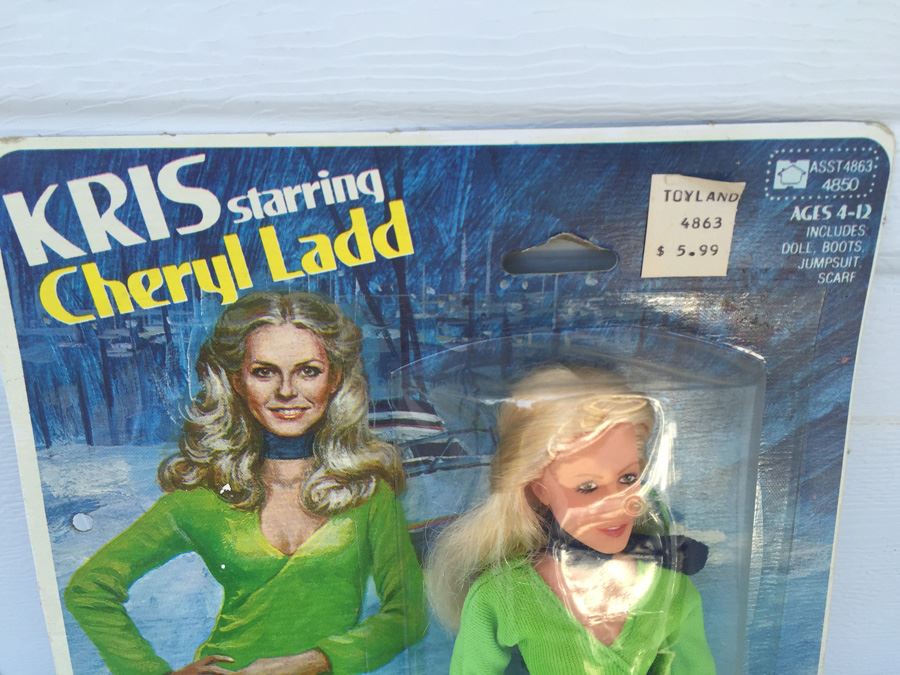 KRIS starring
Cheryl Ladd
TOYLAND
4863
$ 5.99
ASST4863
4850
AGES 4-12
INCLUDES
DOLL, BOOTS,
JUMPSUIT,
SCARF